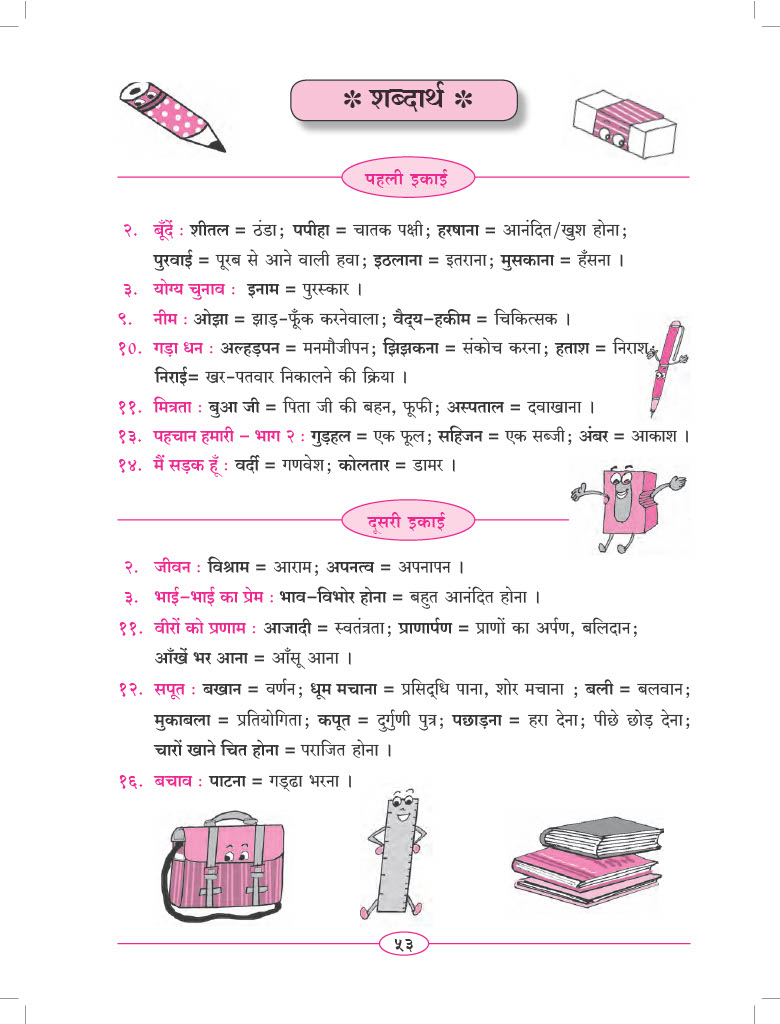 ✻ शब्दार्थ ✻
पहली इकाई
२. बूँदें : शीतल = ठंडा; पपीहा = चातक पक्षी; हरषाना = आनंदित/खुश होना;
पुरवाई = पूरब से आने वाली हवा; इठलाना = इतराना; मुसकाना = हँसना ।
३. योग्य चुनाव : इनाम = पुरस्कार ।
९. नीम : ओझा = झाड़-फूँक करनेवाला; वैद्य-हकीम = चिकित्सक ।
१०. गड़ा धन : अल्हड़पन = मनमौजीपन; झिझकना = संकोच करना; हताश = निराश,
निराई= खर-पतवार निकालने की क्रिया ।
११. मित्रता : बुआ जी = पिता जी की बहन, फूफी; अस्पताल = दवाखाना ।
१३. पहचान हमारी – भाग २ : गुड़हल = एक फूल; सहिजन = एक सब्जी; अंबर = आकाश ।
१४. मैं सड़क हूँ : वर्दी = गणवेश; कोलतार = डामर ।
दूसरी इकाई
२. जीवन : विश्राम = आराम; अपनत्व = अपनापन ।
३. भाई-भाई का प्रेम : भाव-विभोर होना = बहुत आनंदित होना ।
११. वीरों को प्रणाम : आजादी = स्वतंत्रता; प्राणार्पण = प्राणों का अर्पण, बलिदान;
आँखें भर आना = आँसू आना ।
१२. सपूत : बखान = वर्णन; धूम मचाना = प्रसिद्धि पाना, शोर मचाना ; बली = बलवान;
मुकाबला = प्रतियोगिता; कपूत = दुर्गुणी पुत्र; पछाड़ना = हरा देना; पीछे छोड़ देना;
चारों खाने चित होना = पराजित होना ।
१६. बचाव : पाटना = गड्ढा भरना ।
५३